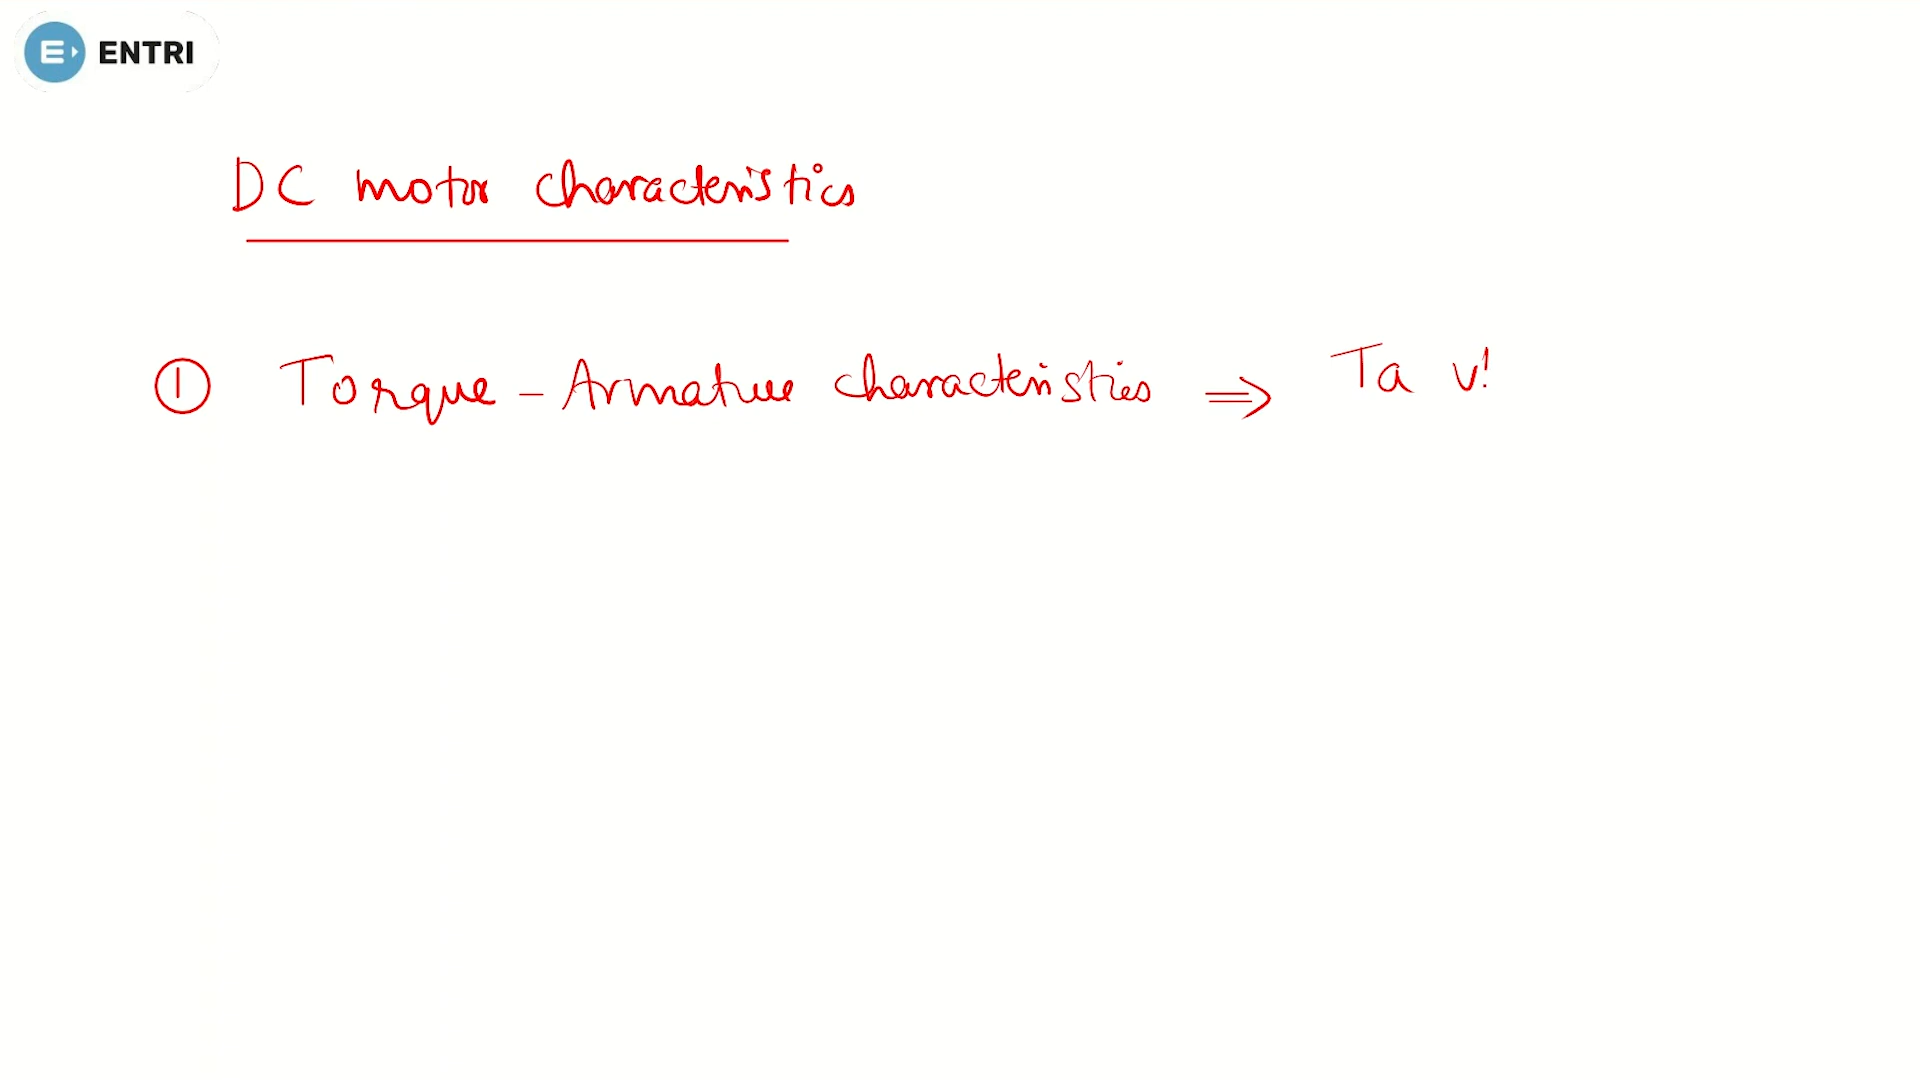 ENTRI
DC motor characteristics
① Torque - Armature characteristics ⇒ Ta v!